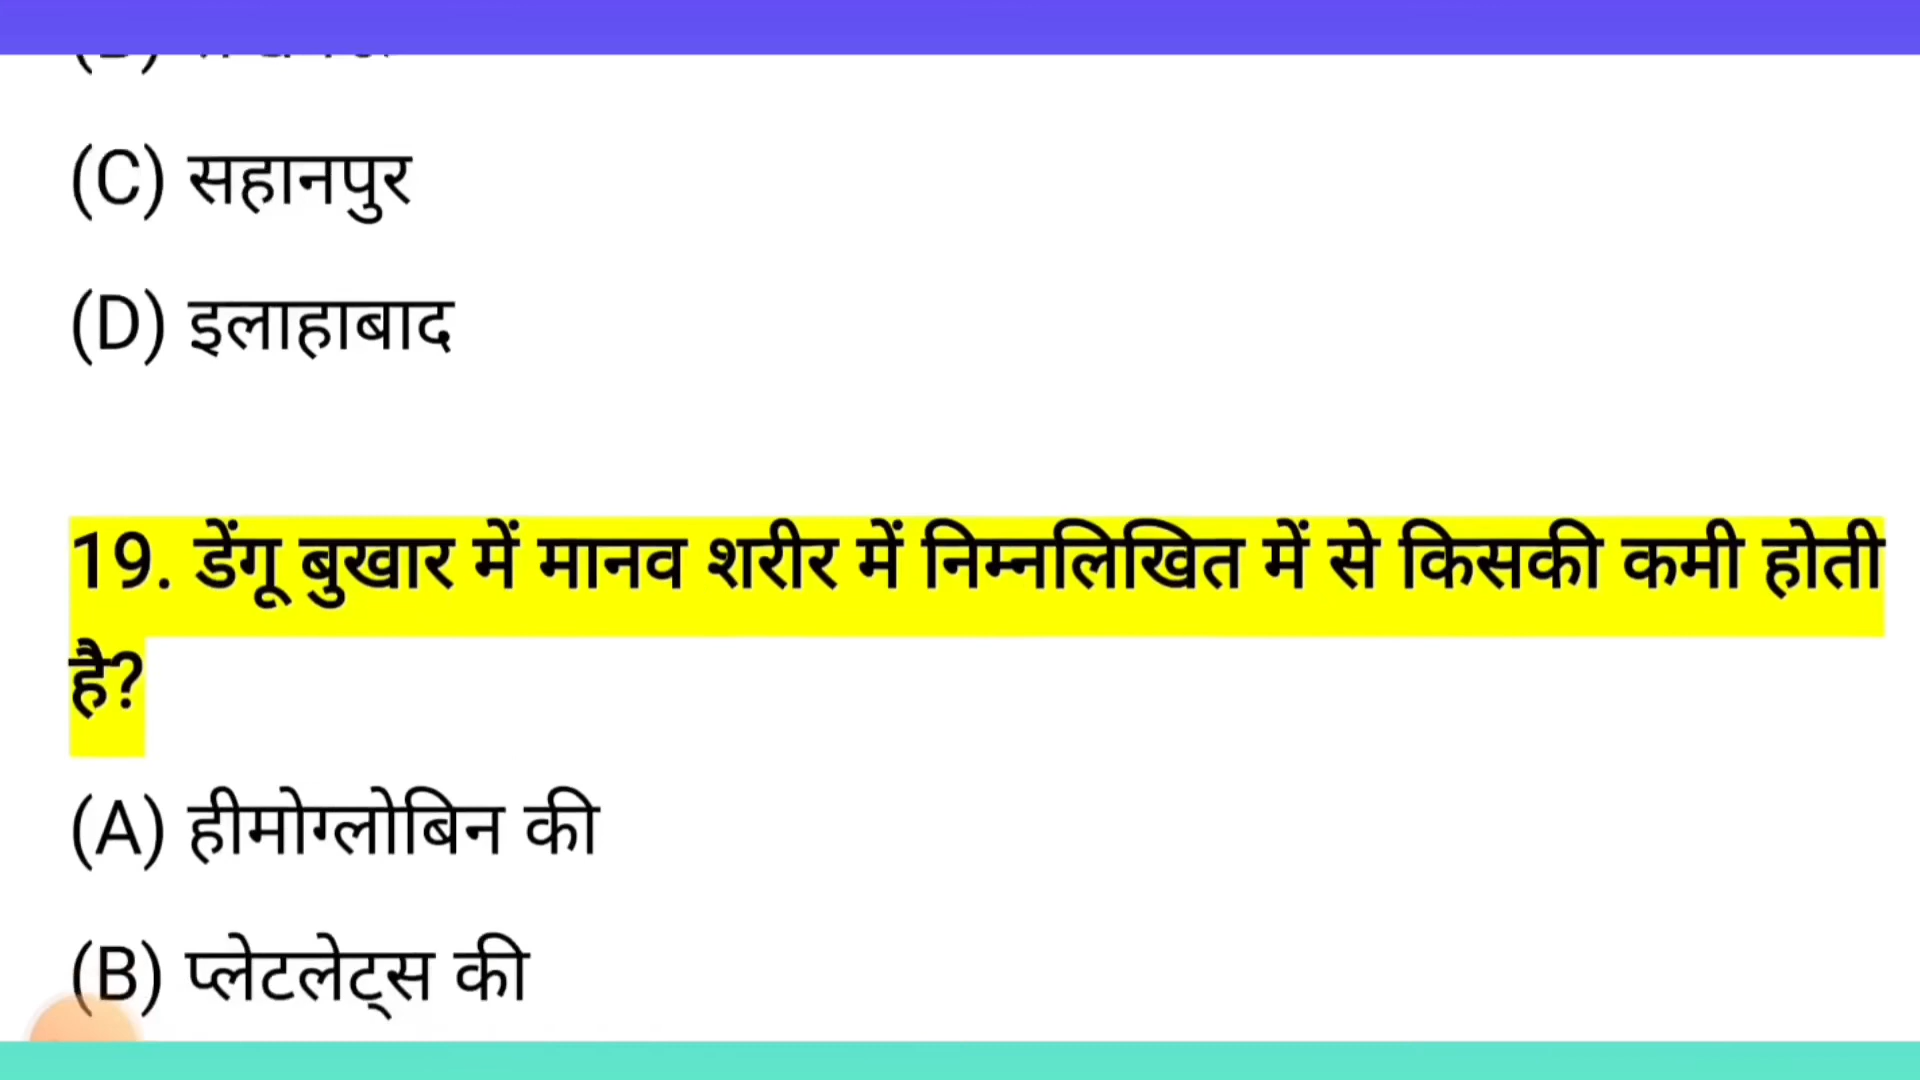 (C) सहानपुर
(D) इलाहाबाद
19. डेंगू बुखार में मानव शरीर में निम्नलिखित में से किसकी कमी होती
है?
(A) हीमोग्लोबिन की
(B) प्लेटलेट्स की